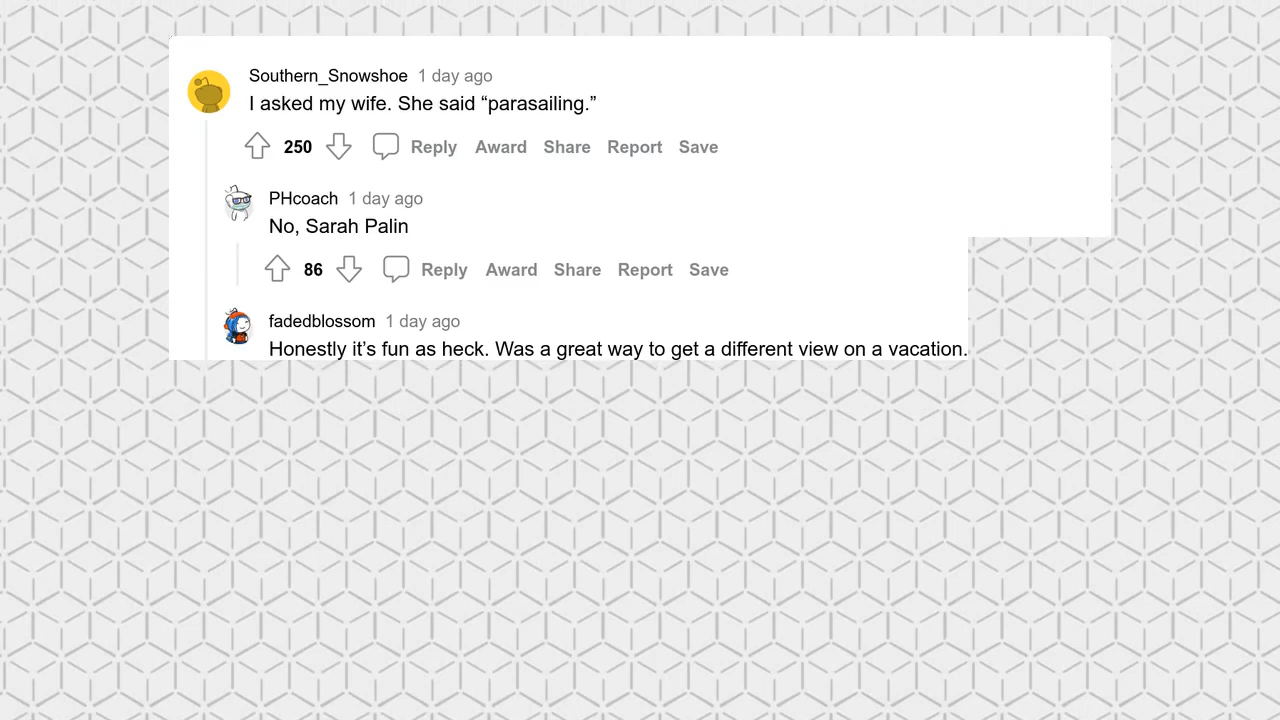 Southern_Snowshoe 1 day ago
I asked my wife. She said “parasailing.”
250 Reply Award Share Report Save
PHcoach 1 day ago
No, Sarah Palin
86 Reply Award Share Report Save
fadedblossom 1 day ago
Honestly it’s fun as heck. Was a great way to get a different view on a vacation.